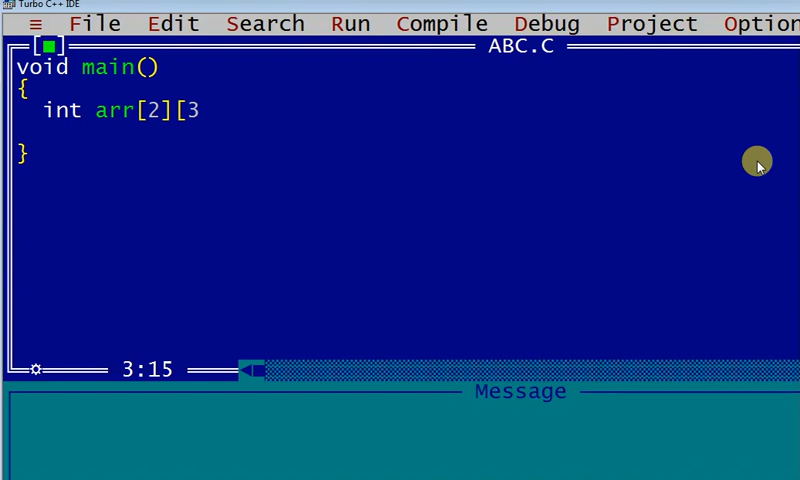 Turbo C++ IDE
≡ File Edit Search Run Compile Debug Project Option
[■] ABC.C
void main()
{
int arr[2][3
}
3:15
Message